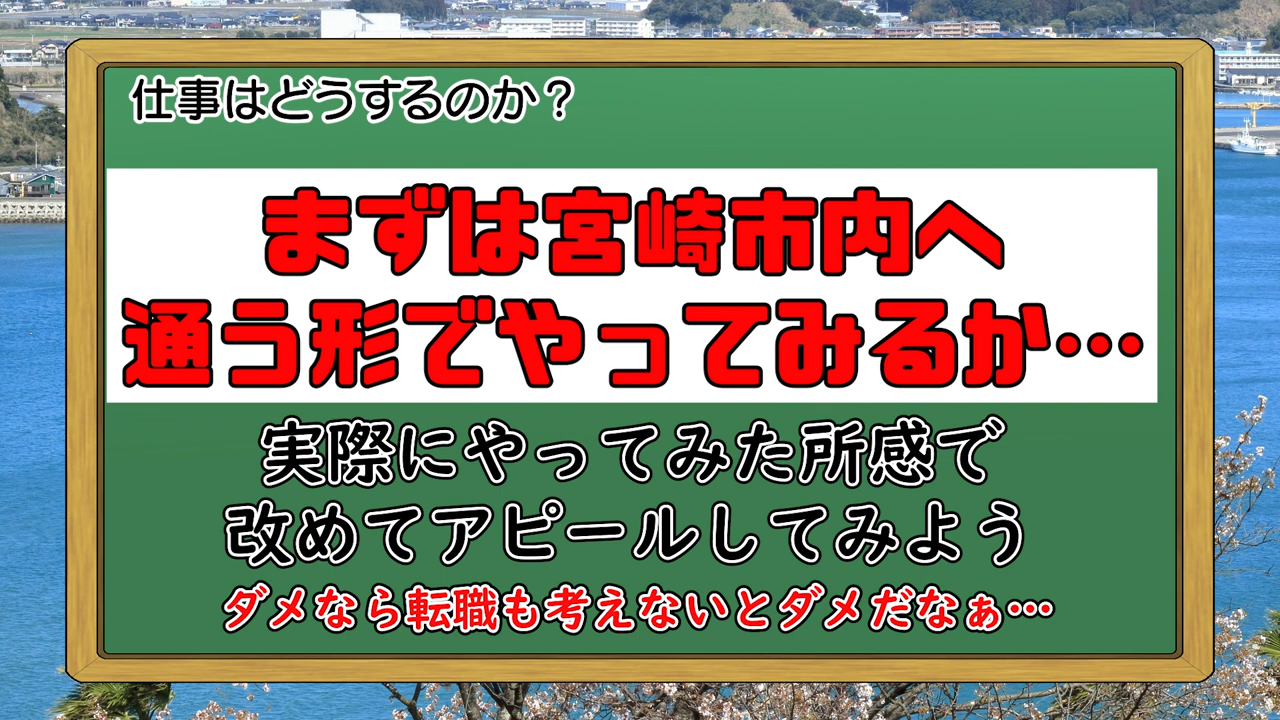 仕事はどうするのか？
まずは宮崎市内へ
通う形でやってみるか…
実際にやってみた所感で
改めてアピールしてみよう
ダメなら転職も考えないとダメだなぁ…